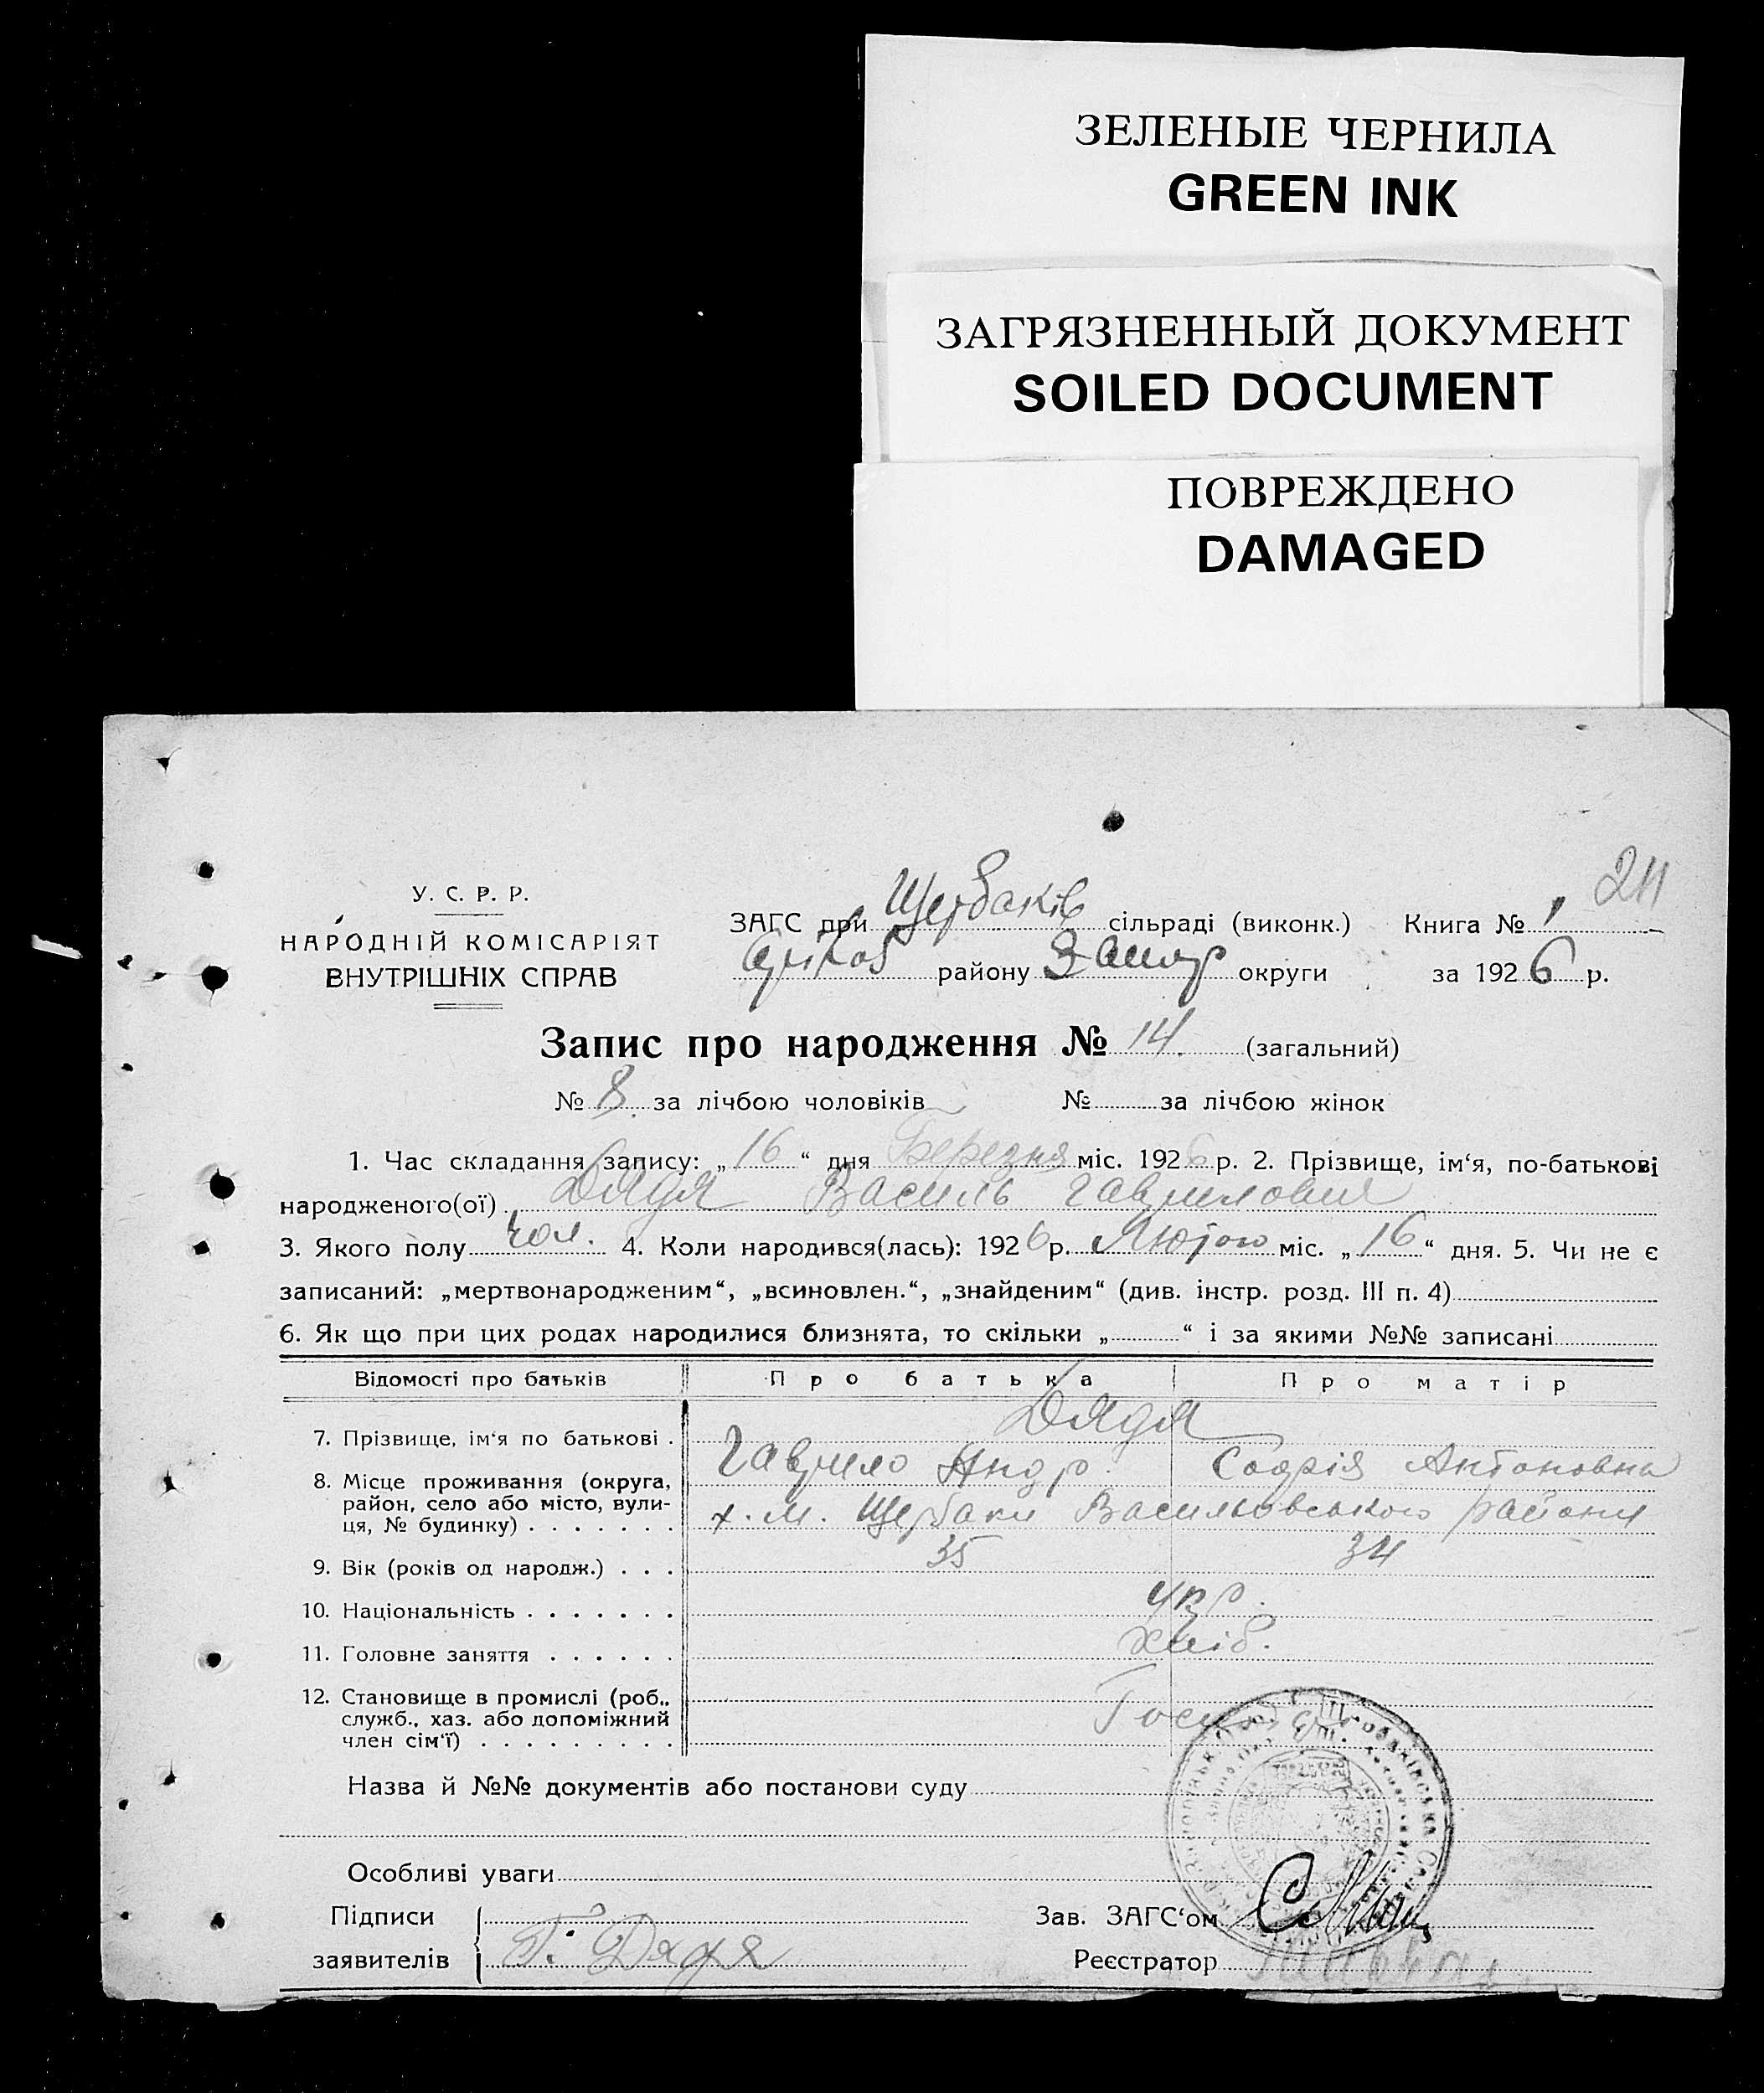 ЗЕЛЕНЫЕ ЧЕРНИЛА
GREEN INK
ЗАГРЯЗНЕННЫЙ ДОКУМЕНТ
SOILED DOCUMENT
ПОВРЕЖДЕНО
DAMAGED
211
У. С. Р. Р.
НАРОДНІЙ КОМІСАРІЯТ
ВНУТРІШНІХ СПРАВ
ЗАГС при Щербаків сільраді (виконк.) Книга №
району Запор округи за 1926 р.
Запис про народження № 14. (загальний)
№ 8 за лічбою чоловіків № за лічбою жінок
1. Час складання запису: „16“ дня Березня міс. 1926 р. 2. Прізвище, ім‘я, по-батькові
народженого(ої) Дядя Василь Гаврилович
3. Якого полу чол. 4. Коли народився(лась): 1926 р. Лютого міс. „16“ дня. 5. Чи не є
записаний: „мертвонародженим“, „всиновлен.“, „знайденим“ (див. інстр. розд. III п. 4)
6. Як що при цих родах народилися близнята, то скільки „ “ і за якими №№ записані
Відомості про батьків Про батька Про матір
Дядя
7. Прізвище, ім‘я по батькові . Гаврило Андр. Софія Антоновна
8. Місце проживання (округа,
район, село або місто, вули-
ця, № будинку) . . . . . . . х. м. Щербаки Васильовського района
9. Вік (років од народж.) . . . 35 34
10. Національність . . . . . . . укр.
11. Головне заняття . . . . . . хліб.
12. Становище в промислі (роб.,
служб., хаз. або допоміжний
член сім‘ї) . . . . . . . . .
Назва й №№ документів або постанови суду
Особливі уваги
Підписи
заявителів Г. Дядя
Зав. ЗАГС‘ом
Реєстратор